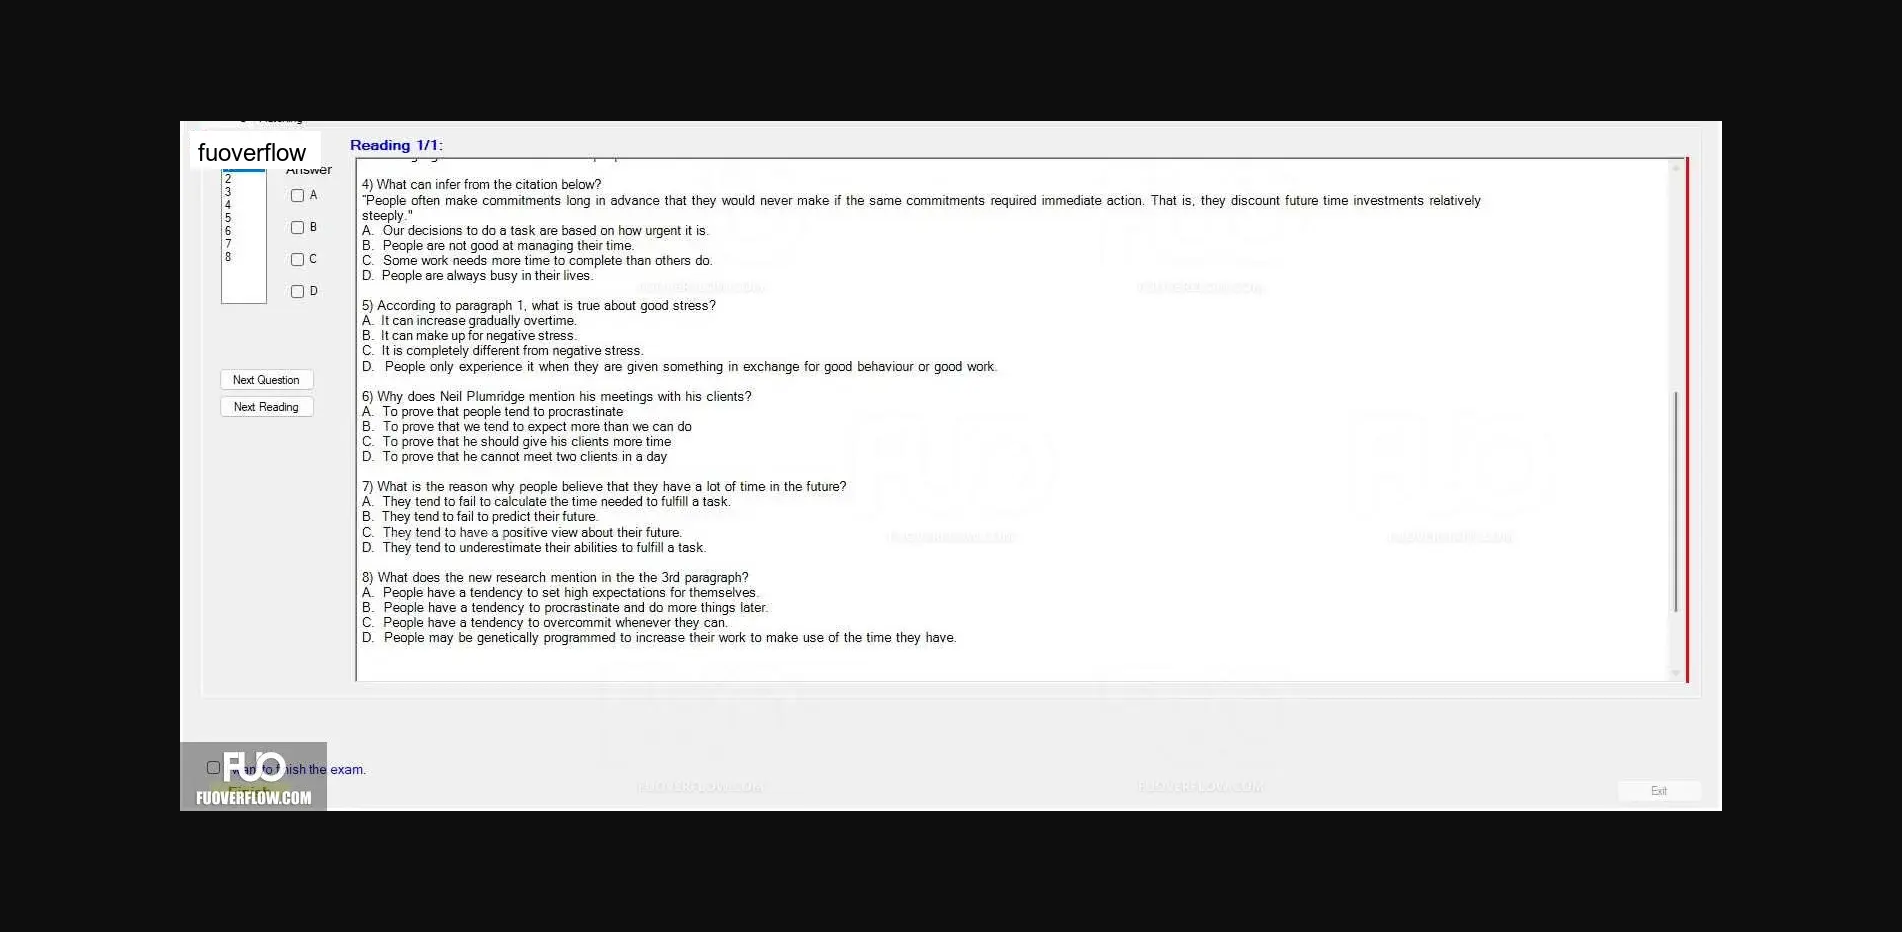 fuoverflow
Reading 1/1:
Answer
2
3
4
5
6
7
8
A
B
C
D
Next Question
Next Reading
4) What can infer from the citation below?
"People often make commitments long in advance that they would never make if the same commitments required immediate action. That is, they discount future time investments relatively
steeply."
A. Our decisions to do a task are based on how urgent it is.
B. People are not good at managing their time.
C. Some work needs more time to complete than others do.
D. People are always busy in their lives.
5) According to paragraph 1, what is true about good stress?
A. It can increase gradually overtime.
B. It can make up for negative stress.
C. It is completely different from negative stress.
D. People only experience it when they are given something in exchange for good behaviour or good work.
6) Why does Neil Plumridge mention his meetings with his clients?
A. To prove that people tend to procrastinate
B. To prove that we tend to expect more than we can do
C. To prove that he should give his clients more time
D. To prove that he cannot meet two clients in a day
7) What is the reason why people believe that they have a lot of time in the future?
A. They tend to fail to calculate the time needed to fulfill a task.
B. They tend to fail to predict their future.
C. They tend to have a positive view about their future.
D. They tend to underestimate their abilities to fulfill a task.
8) What does the new research mention in the the 3rd paragraph?
A. People have a tendency to set high expectations for themselves.
B. People have a tendency to procrastinate and do more things later.
C. People have a tendency to overcommit whenever they can.
D. People may be genetically programmed to increase their work to make use of the time they have.
FUOVERFLOW.COM
FUOVERFLOW.COM
FUOVERFLOW.COM
FUOVERFLOW.COM
FUO
want to finish the exam.
Finish
FUOVERFLOW.COM
FUOVERFLOW.COM
FUOVERFLOW.COM
Exit